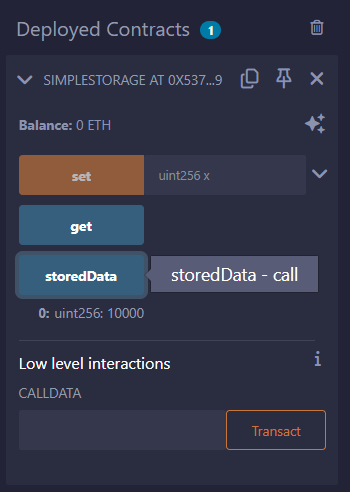 Deployed Contracts 1
SIMPLESTORAGE AT 0X537...9
Balance: 0 ETH
set uint256 x
get
storedData storedData - call
0: uint256: 10000
Low level interactions i
CALLDATA
Transact